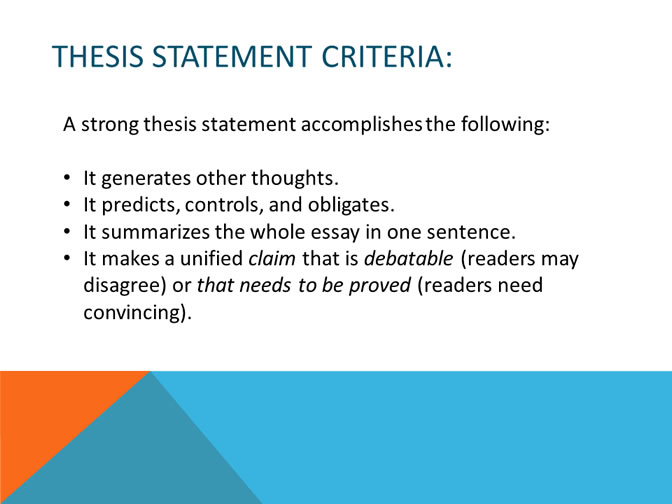 THESIS STATEMENT CRITERIA:
A strong thesis statement accomplishes the following:
• It generates other thoughts.
• It predicts, controls, and obligates.
• It summarizes the whole essay in one sentence.
• It makes a unified claim that is debatable (readers may
disagree) or that needs to be proved (readers need
convincing).